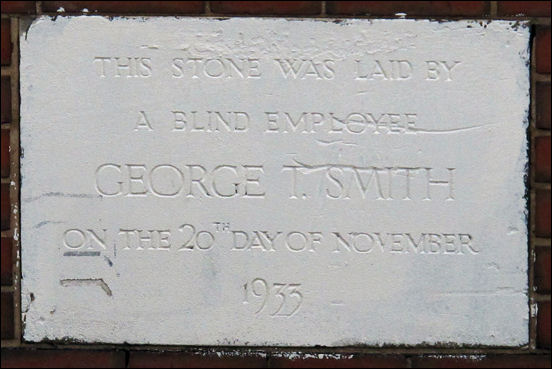 THIS STONE WAS LAID BY
A BLIND EMPLOYEE
GEORGE T. SMITH
ON THE 20TH DAY OF NOVEMBER
1933